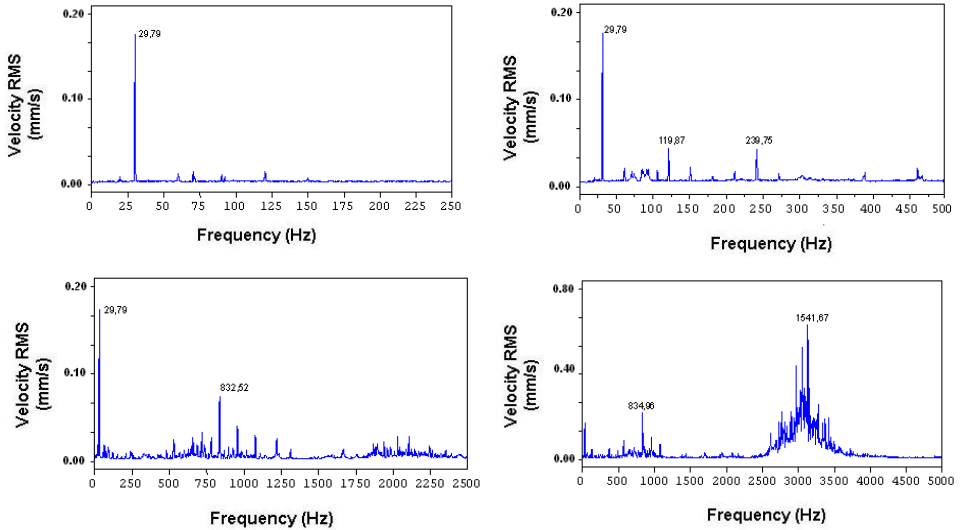 0.20
0.10
0.00
Velocity RMS
(mm/s)
29,79
0 25 50 75 100 125 150 175 200 225 250
Frequency (Hz)
0.20
0.10
0.00
Velocity RMS
(mm/s)
29,79
119,87
239,75
0 50 100 150 200 250 300 350 400 450 500
Frequency (Hz)
0.20
0.10
0.00
Velocity RMS
(mm/s)
29,79
832,52
0 250 500 750 1000 1250 1500 1750 2000 2250 2500
Frequency (Hz)
0.80
0.40
0.00
Velocity RMS
(mm/s)
834,96
1541,67
0 500 1000 1500 2000 2500 3000 3500 4000 4500 5000
Frequency (Hz)